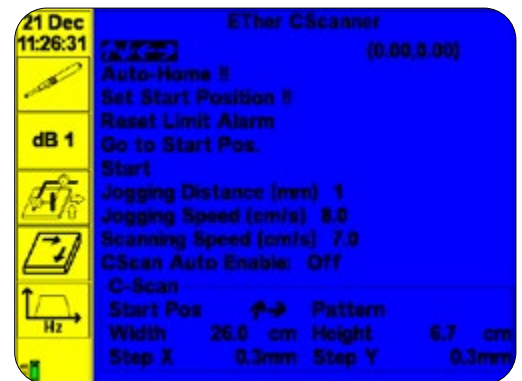 21 Dec
11:26:31
dB 1
Hz
ETher CScanner
(0.00,0.00)
Auto-Home !!
Set Start Position !!
Reset Limit Alarm
Go to Start Pos.
Start
Jogging Distance (mm) 1
Jogging Speed (cm/s) 8.0
Scanning Speed (cm/s) 7.0
CScan Auto Enable: Off
C-Scan
Start Pos Pattern
Width 26.0 cm Height 6.7 cm
Step X 0.3mm Step Y 0.3mm